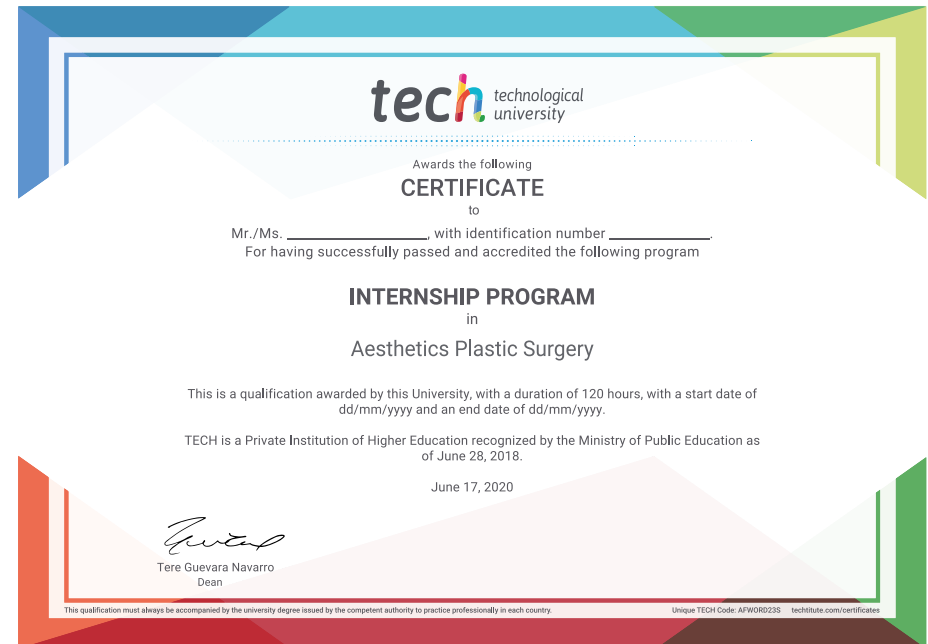 tech technological
university
Awards the following
CERTIFICATE
to
Mr./Ms. ____________________, with identification number ______________.
For having successfully passed and accredited the following program
INTERNSHIP PROGRAM
in
Aesthetics Plastic Surgery
This is a qualification awarded by this University, with a duration of 120 hours, with a start date of
dd/mm/yyyy and an end date of dd/mm/yyyy.
TECH is a Private Institution of Higher Education recognized by the Ministry of Public Education as
of June 28, 2018.
June 17, 2020
Tere Guevara Navarro
Dean
This qualification must always be accompanied by the university degree issued by the competent authority to practice professionally in each country.
Unique TECH Code: AFWORD23S techtitute.com/certificates